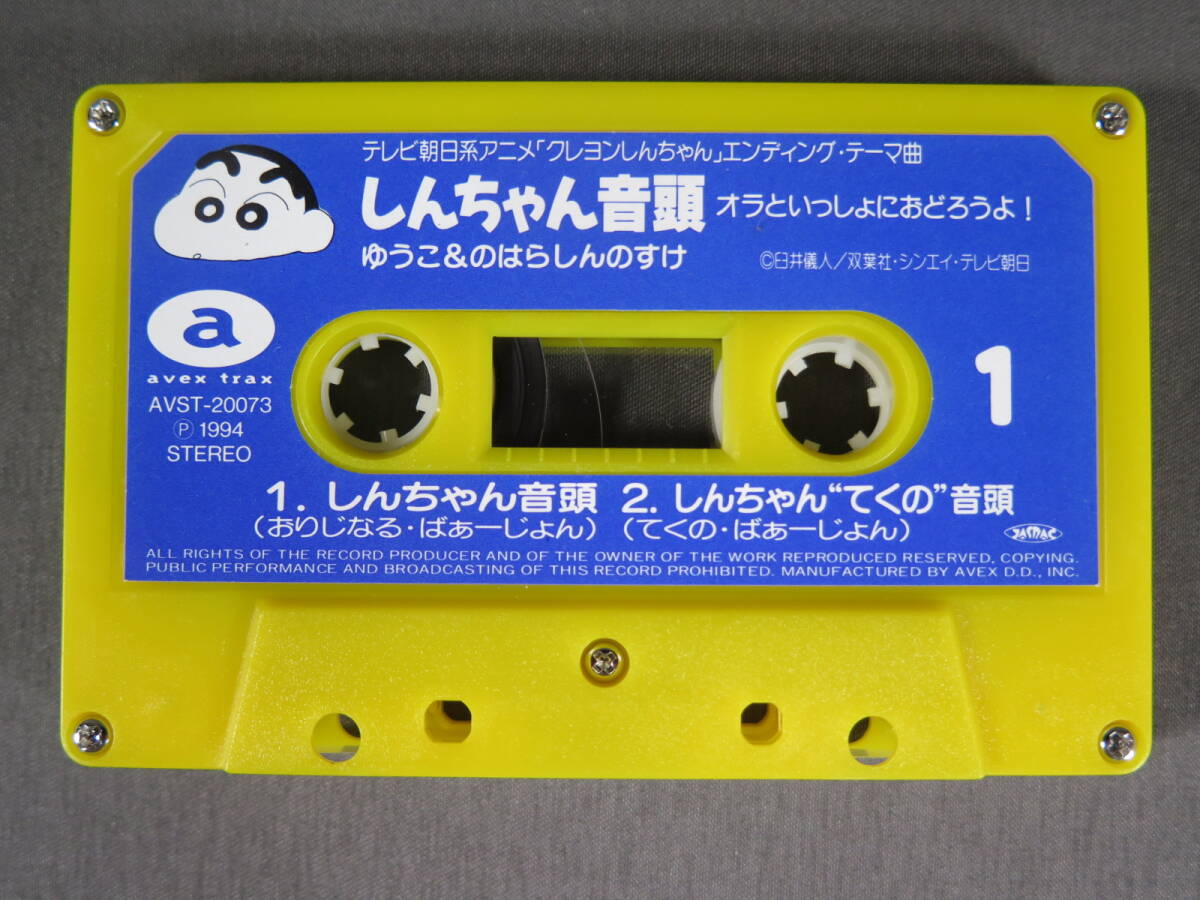 テレビ朝日系アニメ「クレヨンしんちゃん」エンディング・テーマ曲
しんちゃん音頭 オラといっしょにおどろうよ！
ゆうこ&のはらしんのすけ ©臼井儀人／双葉社・シンエイ・テレビ朝日
a
avex trax
AVST-20073
Ⓟ 1994
STEREO
1
1. しんちゃん音頭 2. しんちゃん“てくの”音頭
(おりじなる・ばぁーじょん) (てくの・ばぁーじょん)
JASRAC
ALL RIGHTS OF THE RECORD PRODUCER AND OF THE OWNER OF THE WORK REPRODUCED RESERVED, COPYING.
PUBLIC PERFORMANCE AND BROADCASTING OF THIS RECORD PROHIBITED. MANUFACTURED BY AVEX D.D., INC.